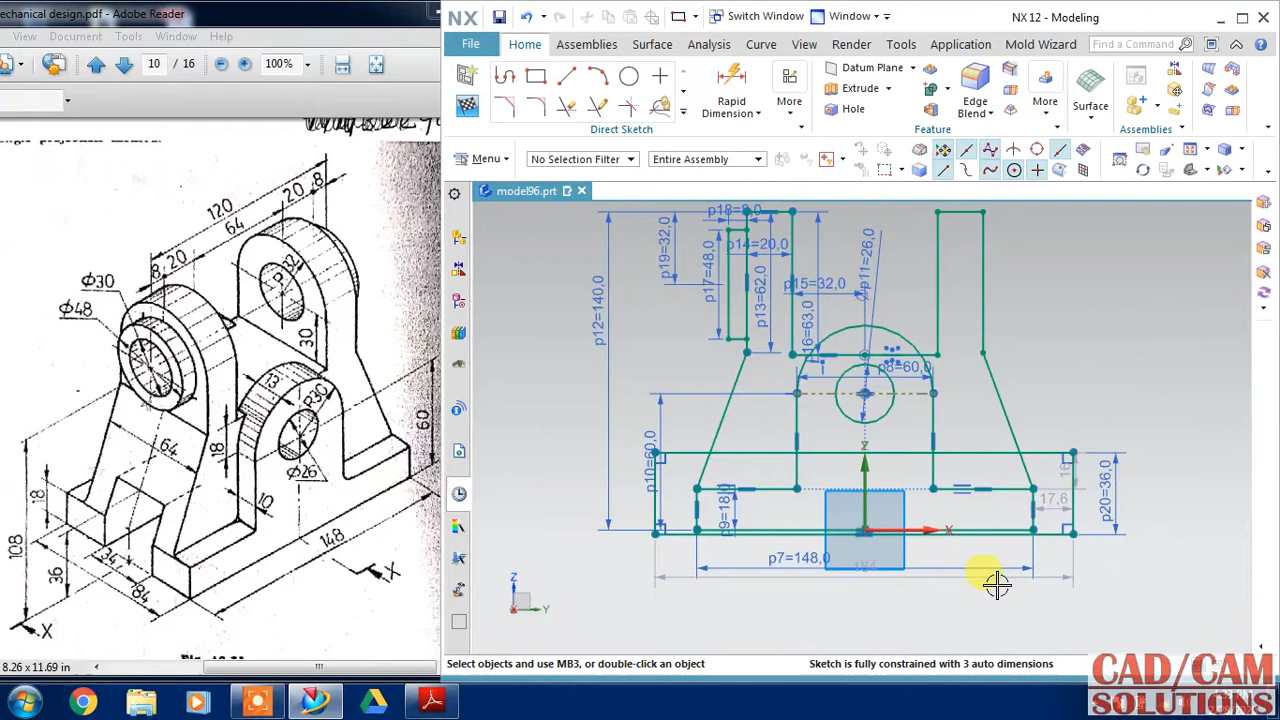 mechanical design.pdf - Adobe Reader
View Document Tools Window Help
10 / 16 100%
120
64
20
8
8
20
Φ30
Φ48
30
R30
13
60
64
18
Φ26
10
18
108
36
34
84
148
X
X
8.26 x 11.69 in
NX Switch Window Window NX 12 - Modeling
File Home Assemblies Surface Analysis Curve View Render Tools Application Mold Wizard Find a Command
Rapid Dimension More Datum Plane Extrude Hole Edge Blend More Surface
Direct Sketch Feature Assemblies
Menu No Selection Filter Entire Assembly
model96.prt
p18=8,0
p19=32,0
p17=48,0
p14=20,0
p13=62,0
p15=32,0
p16=63,0
p11=26,0
p12=140,0
p8=60,0
p10=60,0
p9=18,0
p20=36,0
17,6
p7=148,0
184
Z
X
Z
X
Y
Select objects and use MB3, or double-click an object Sketch is fully constrained with 3 auto dimensions
CAD/CAM
SOLUTIONS